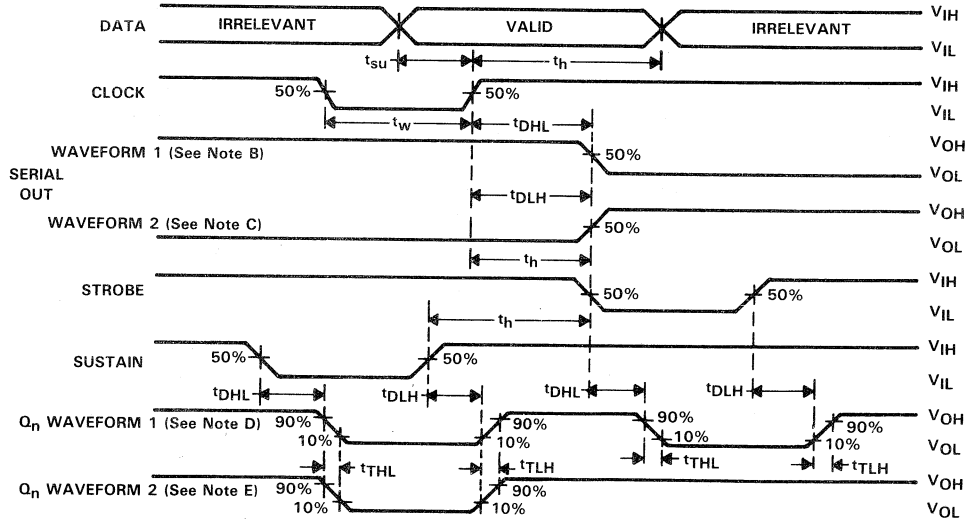 DATA IRRELEVANT VALID IRRELEVANT VIH
VIL
tsu th
CLOCK 50% 50% VIH
VIL
tw tDHL
WAVEFORM 1 (See Note B) 50% VOH
VOL
SERIAL
OUT
tDLH
WAVEFORM 2 (See Note C) 50% VOH
VOL
th
STROBE 50% 50% VIH
VIL
th
SUSTAIN 50% 50% VIH
VIL
tDHL tDLH tDHL tDLH
Qn WAVEFORM 1 (See Note D) 90% 90% 90% 90% VOH
10% 10% 10% 10% VOL
tTHL tTLH tTHL tTLH
Qn WAVEFORM 2 (See Note E) 90% 90% VOH
10% 10% VOL